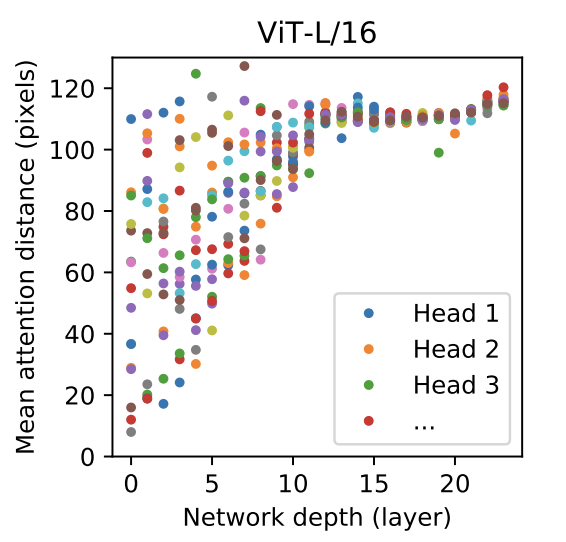 ViT-L/16
Mean attention distance (pixels)
120
100
80
60
40
20
0
Head 1
Head 2
Head 3
...
0 5 10 15 20
Network depth (layer)